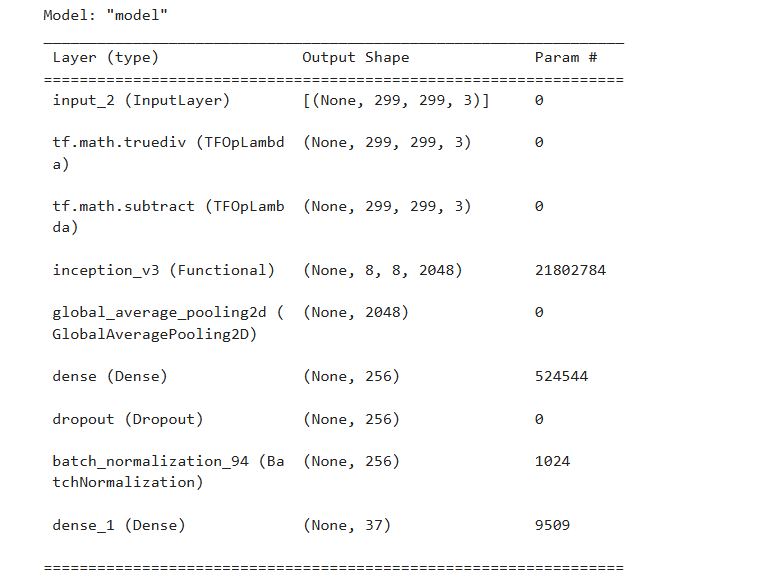 Model: "model"
_________________________________________________________________
Layer (type) Output Shape Param #
=================================================================
input_2 (InputLayer) [(None, 299, 299, 3)] 0
tf.math.truediv (TFOpLambd (None, 299, 299, 3) 0
a)
tf.math.subtract (TFOpLamb (None, 299, 299, 3) 0
da)
inception_v3 (Functional) (None, 8, 8, 2048) 21802784
global_average_pooling2d ( (None, 2048) 0
GlobalAveragePooling2D)
dense (Dense) (None, 256) 524544
dropout (Dropout) (None, 256) 0
batch_normalization_94 (Ba (None, 256) 1024
tchNormalization)
dense_1 (Dense) (None, 37) 9509
=================================================================